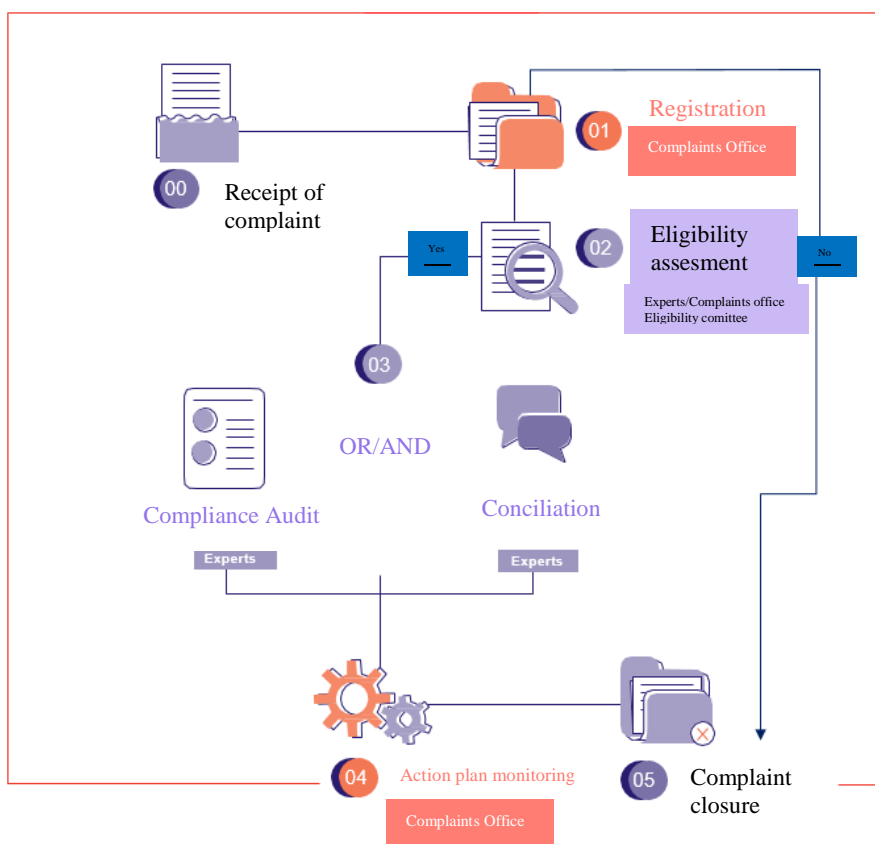 01
Registration
Complaints Office
00
Receipt of
complaint
Yes
02
Eligibility
assesment
No
Experts/Complaints office
Eligibility comittee
03
OR/AND
Compliance Audit
Conciliation
Experts
Experts
04
Action plan monitoring
05
Complaint
closure
Complaints Office